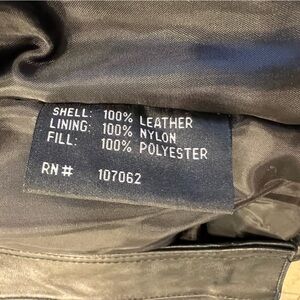 SHELL: 100% LEATHER
LINING: 100% NYLON
FILL: 100% POLYESTER
RN# 107062